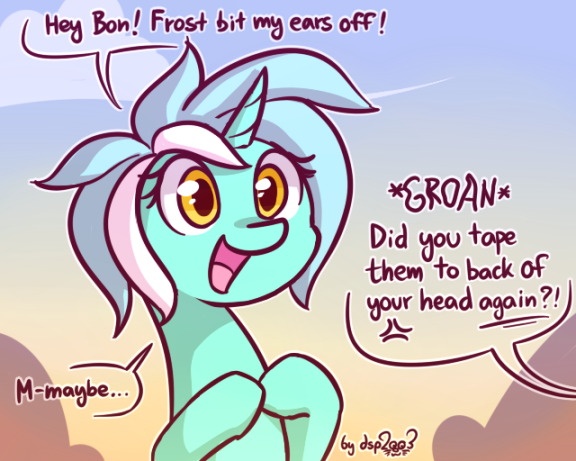 Hey Bon! Frost bit my ears off!
*GROAN*
Did you tape
them to back of
your head again?!
M-maybe...
by dsp2003